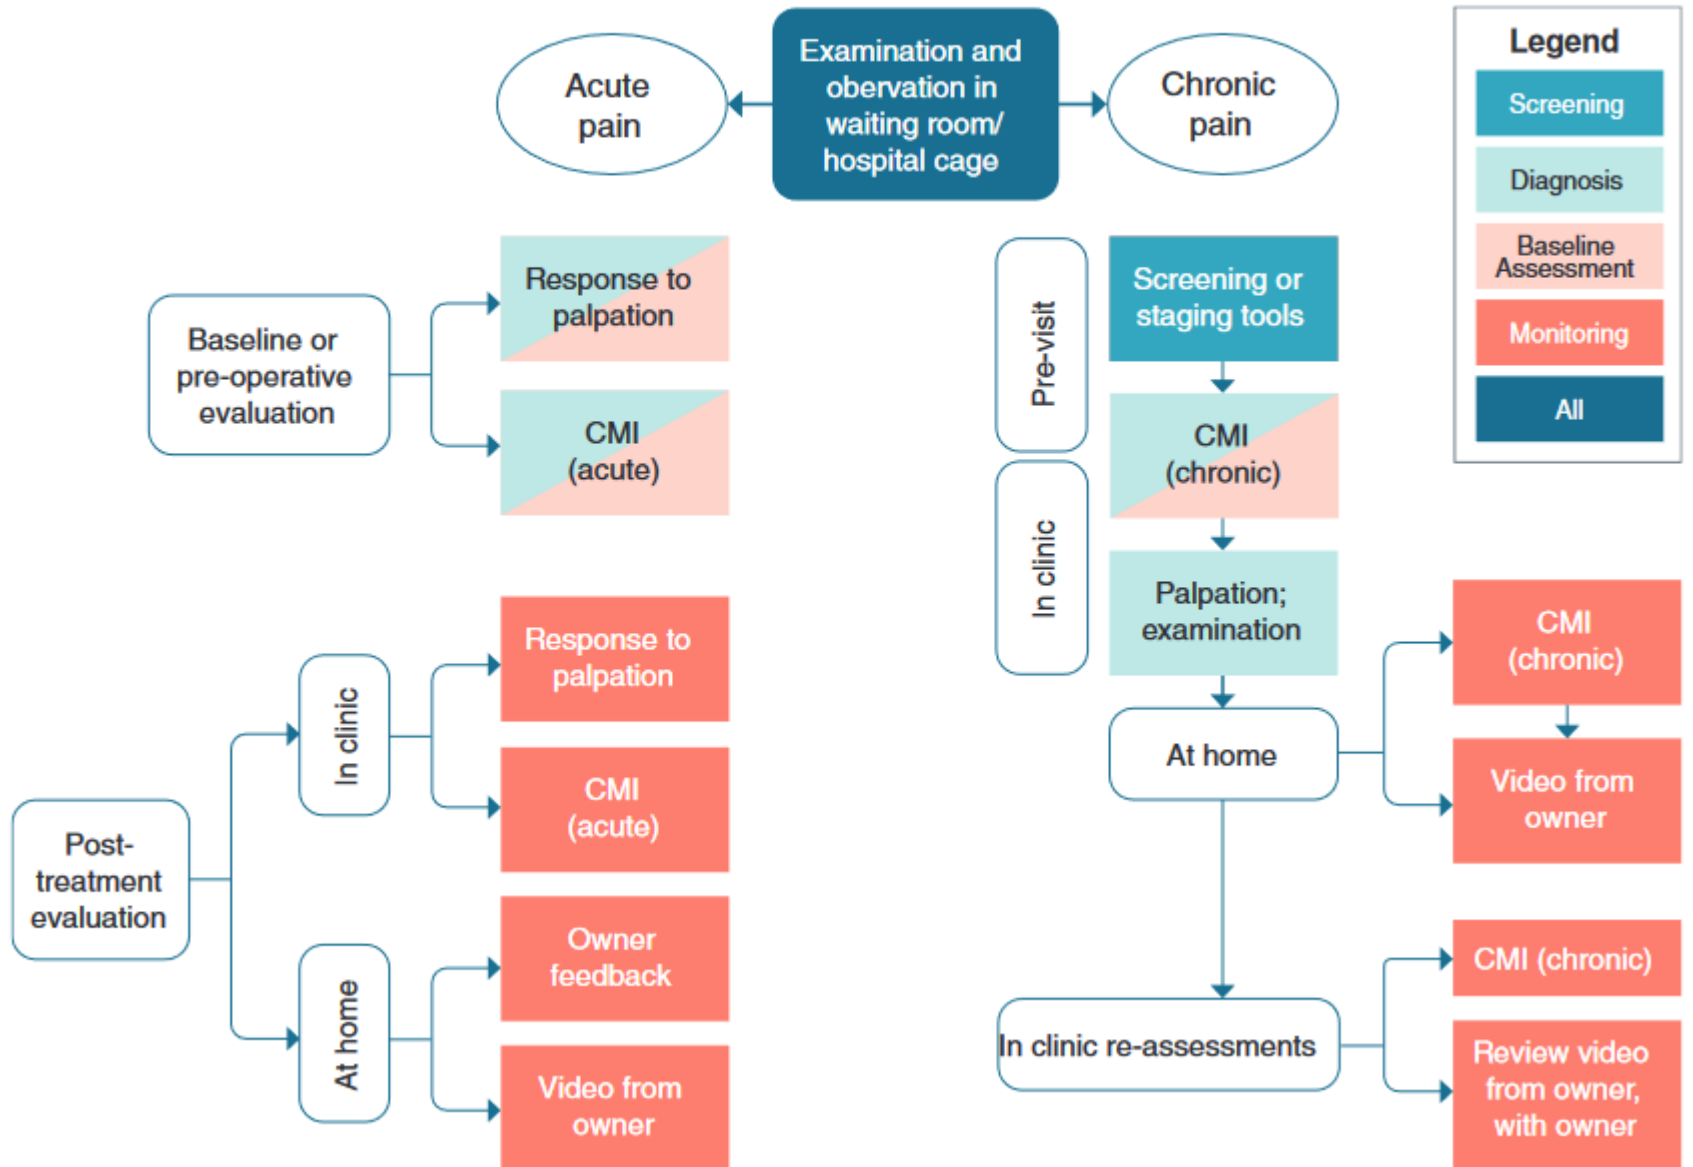 Examination and
obervation in
waiting room/
hospital cage
Acute
pain
Chronic
pain
Legend
Screening
Diagnosis
Baseline
Assessment
Monitoring
All
Baseline or
pre-operative
evaluation
Response to
palpation
CMI
(acute)
Post-
treatment
evaluation
In clinic
Response to
palpation
CMI
(acute)
At home
Owner
feedback
Video from
owner
Pre-visit
In clinic
Screening or
staging tools
CMI
(chronic)
Palpation;
examination
At home
CMI
(chronic)
Video from
owner
In clinic re-assessments
CMI (chronic)
Review video
from owner,
with owner